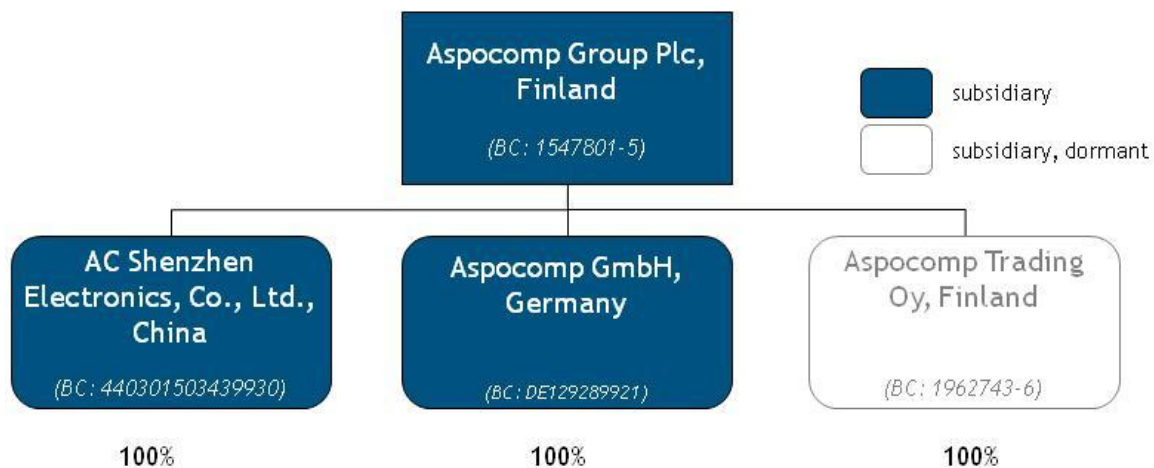 Aspocomp Group Plc,
Finland
(BC: 1547801-5)
subsidiary
subsidiary, dormant
AC Shenzhen
Electronics, Co., Ltd.,
China
(BC: 440301503439930)
Aspocomp GmbH,
Germany
(BC: DE129289921)
Aspocomp Trading
Oy, Finland
(BC: 1962743-6)
100%
100%
100%